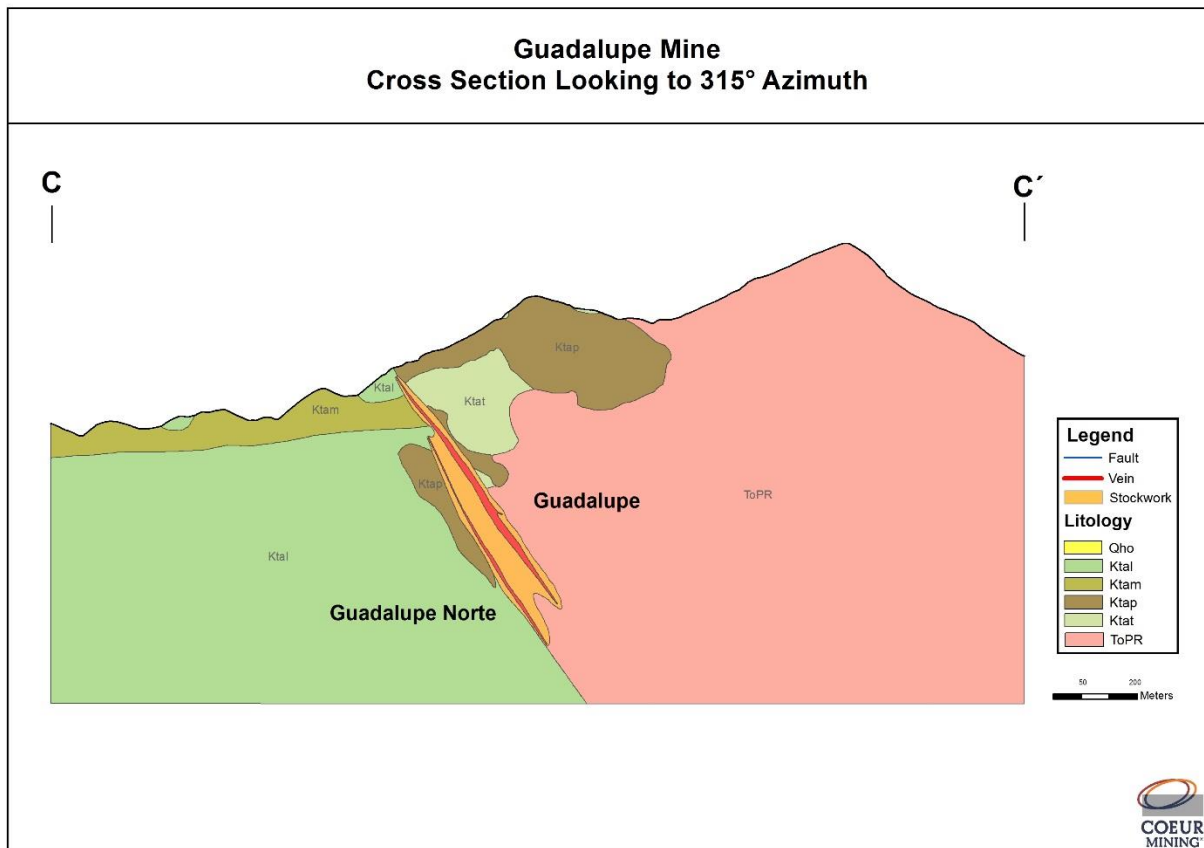 Guadalupe Mine
Cross Section Looking to 315° Azimuth
C
C´
Ktap
Ktal
Ktat
Ktam
Ktap
Guadalupe
ToPR
Ktal
Guadalupe Norte
Legend
Fault
Vein
Stockwork
Litology
Qho
Ktal
Ktam
Ktap
Ktat
ToPR
50 200
Meters
COEUR
MINING®